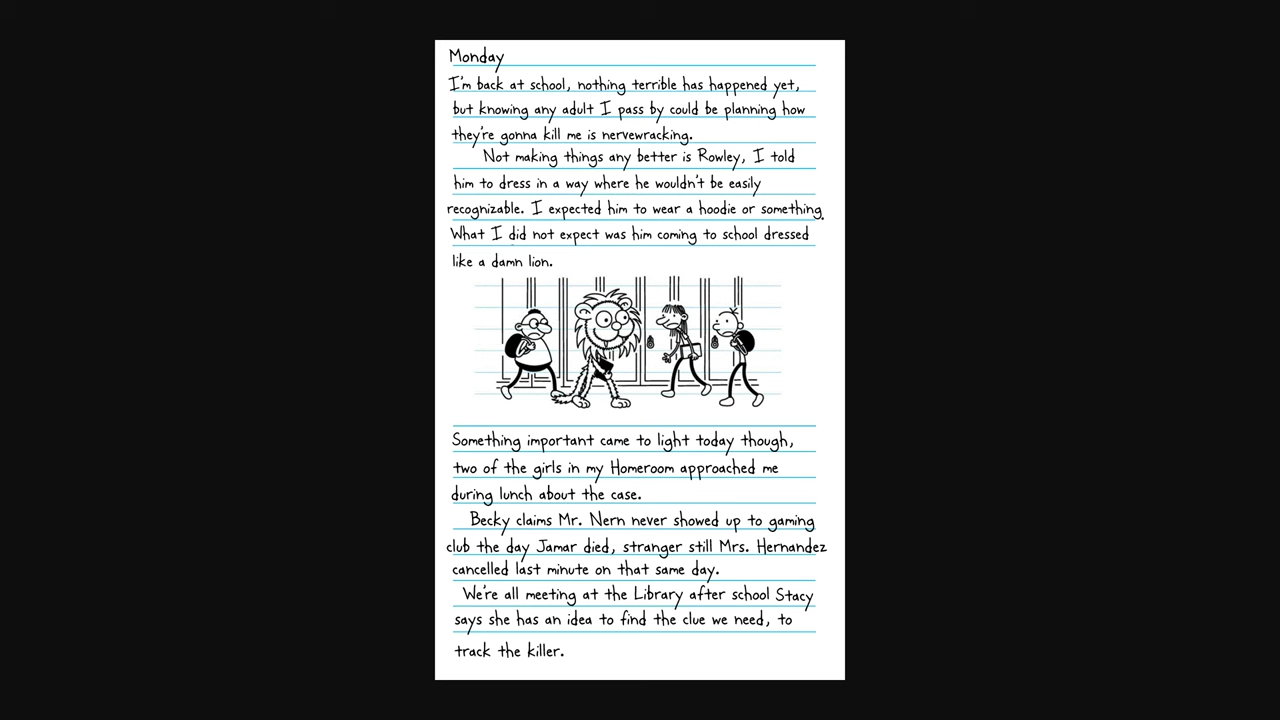 Monday
I'm back at school, nothing terrible has happened yet,
but knowing any adult I pass by could be planning how
they're gonna kill me is nervewracking.
Not making things any better is Rowley, I told
him to dress in a way where he wouldn't be easily
recognizable. I expected him to wear a hoodie or something.
What I did not expect was him coming to school dressed
like a damn lion.
Something important came to light today though,
two of the girls in my Homeroom approached me
during lunch about the case.
Becky claims Mr. Nern never showed up to gaming
club the day Jamar died, stranger still Mrs. Hernandez
cancelled last minute on that same day.
We're all meeting at the Library after school Stacy
says she has an idea to find the clue we need, to
track the killer.